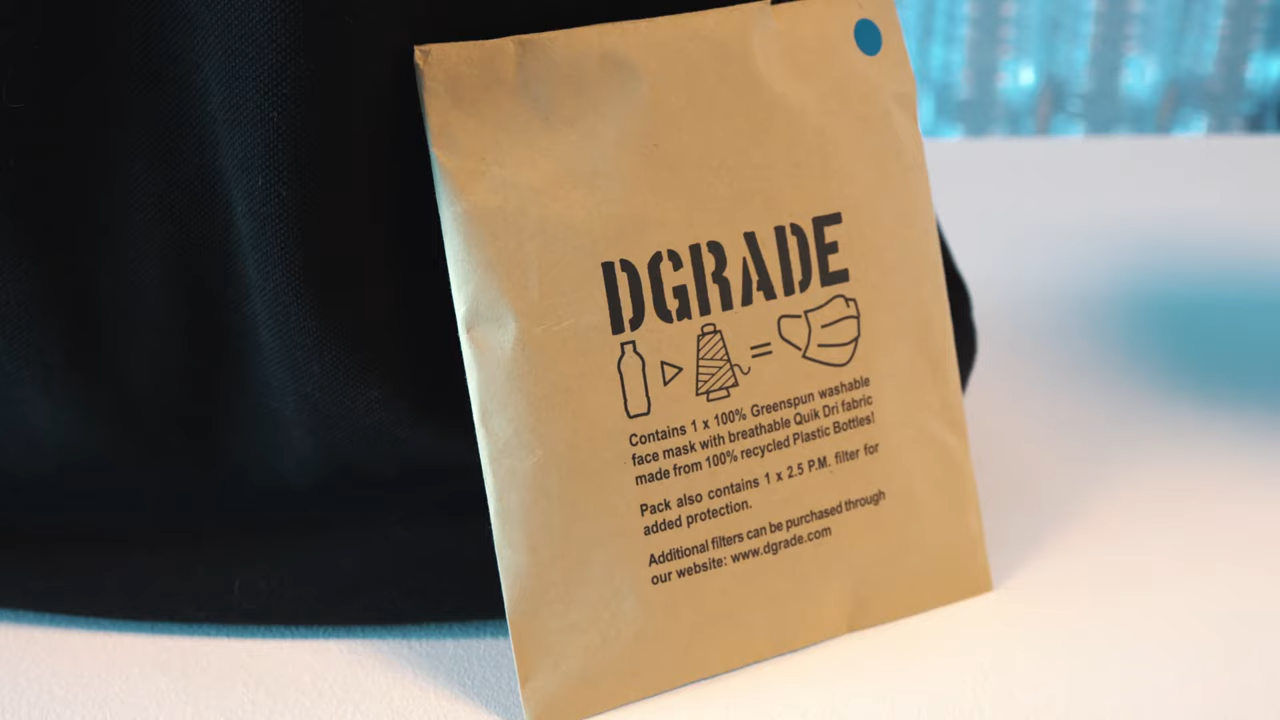 DGRADE
Contains 1 x 100% Greenspun washable
face mask with breathable Quik Dri fabric
made from 100% recycled Plastic Bottles!
Pack also contains 1 x 2.5 P.M. filter for
added protection.
Additional filters can be purchased through
our website: www.dgrade.com